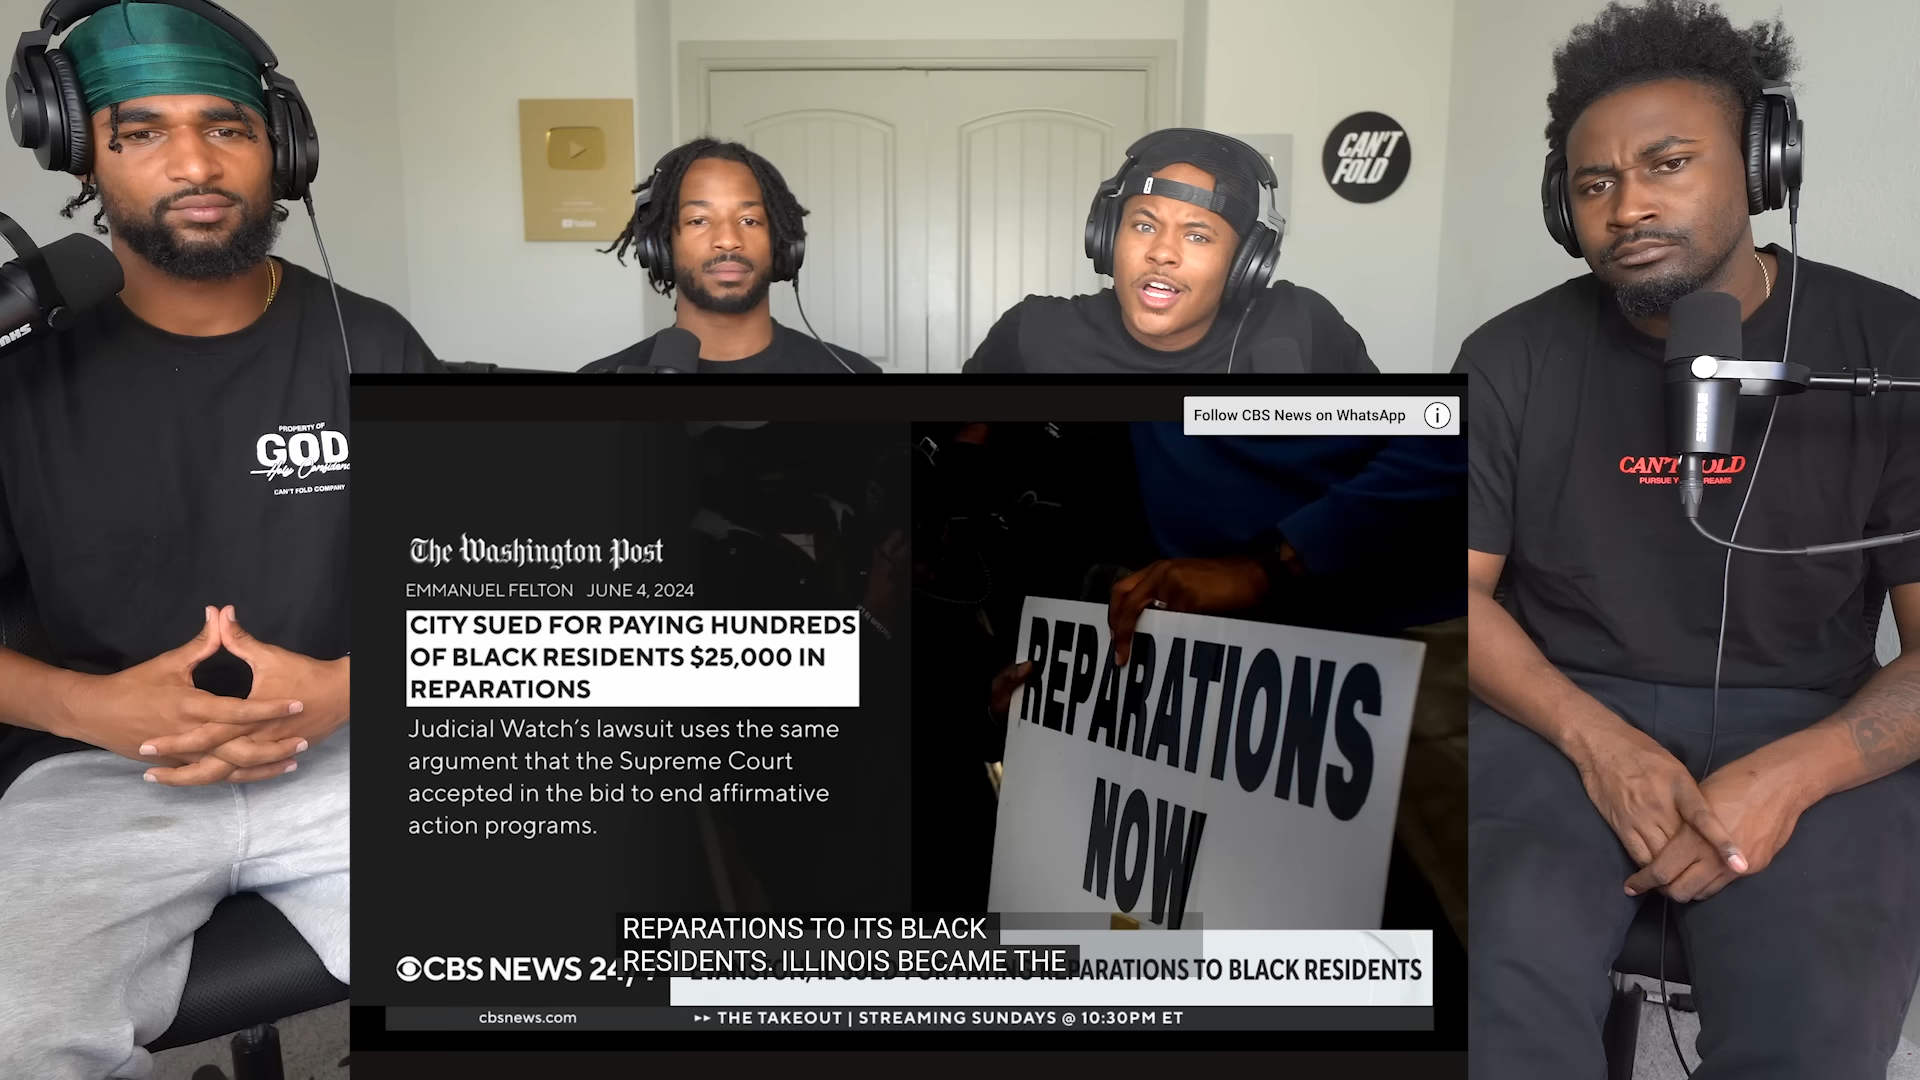 CAN'T
FOLD
PROPERTY OF
GOD
CAN'T FOLD COMPANY
SHURE
Follow CBS News on WhatsApp
The Washington Post
EMMANUEL FELTON JUNE 4, 2024
CITY SUED FOR PAYING HUNDREDS
OF BLACK RESIDENTS $25,000 IN
REPARATIONS
Judicial Watch's lawsuit uses the same
argument that the Supreme Court
accepted in the bid to end affirmative
action programs.
REPARATIONS
NOW
REPARATIONS TO ITS BLACK
RESIDENTS. ILLINOIS BECAME THE
CBS NEWS 24/7
REPARATIONS TO BLACK RESIDENTS
cbsnews.com
THE TAKEOUT | STREAMING SUNDAYS @ 10:30PM ET